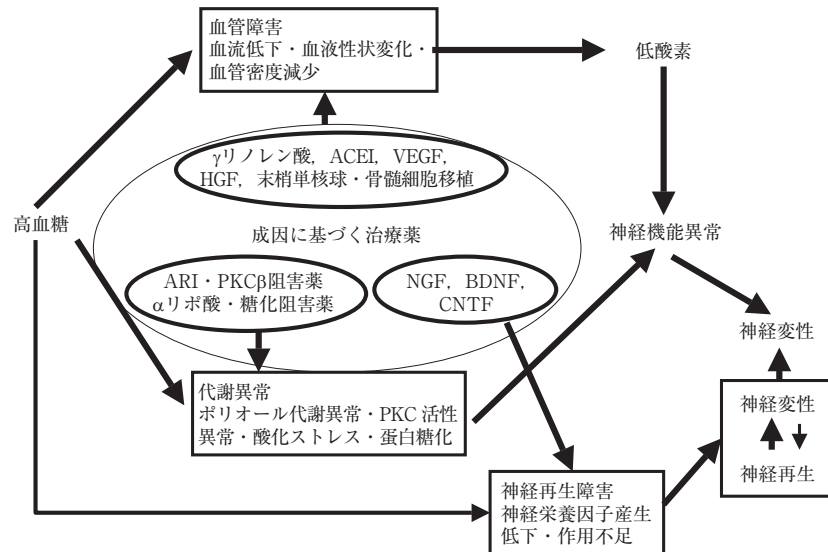 血管障害
血流低下・血液性状変化・
血管密度減少
低酸素
γリノレン酸，ACEI，VEGF，
HGF，末梢単核球・骨髄細胞移植
高血糖
成因に基づく治療薬
神経機能異常
ARI・PKCβ阻害薬
αリポ酸・糖化阻害薬
NGF，BDNF，
CNTF
神経変性
代謝異常
ポリオール代謝異常・PKC 活性
異常・酸化ストレス・蛋白糖化
神経変性
神経再生
神経再生障害
神経栄養因子産生
低下・作用不足